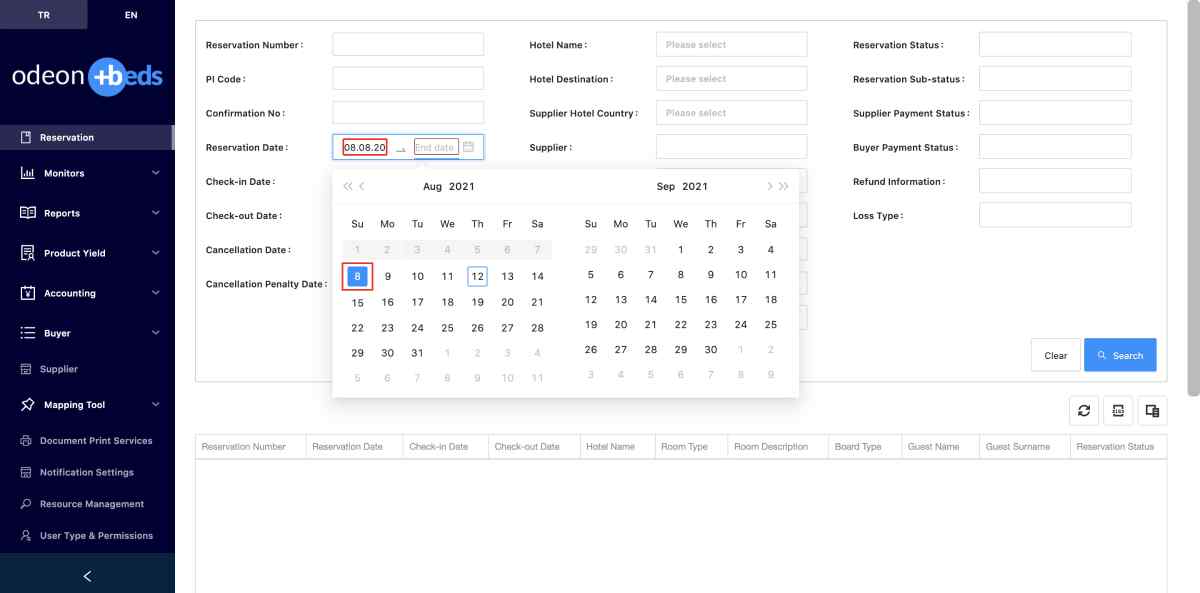 TR EN
odeon +beds
Reservation
Monitors
Reports
Product Yield
Accounting
Buyer
Supplier
Mapping Tool
Document Print Services
Notification Settings
Resource Management
User Type & Permissions
Reservation Number :
PI Code :
Confirmation No :
Reservation Date : 08.08.20 End date
Check-in Date :
Check-out Date :
Cancellation Date :
Cancellation Penalty Date :
Hotel Name : Please select
Hotel Destination : Please select
Supplier Hotel Country : Please select
Supplier :
Reservation Status :
Reservation Sub-status :
Supplier Payment Status :
Buyer Payment Status :
Refund Information :
Loss Type :
Aug 2021
Su Mo Tu We Th Fr Sa
1 2 3 4 5 6 7
8 9 10 11 12 13 14
15 16 17 18 19 20 21
22 23 24 25 26 27 28
29 30 31 1 2 3 4
5 6 7 8 9 10 11
Sep 2021
Su Mo Tu We Th Fr Sa
29 30 31 1 2 3 4
5 6 7 8 9 10 11
12 13 14 15 16 17 18
19 20 21 22 23 24 25
26 27 28 29 30 1 2
3 4 5 6 7 8 9
Clear Search
Reservation Number Reservation Date Check-in Date Check-out Date Hotel Name Room Type Room Description Board Type Guest Name Guest Surname Reservation Status